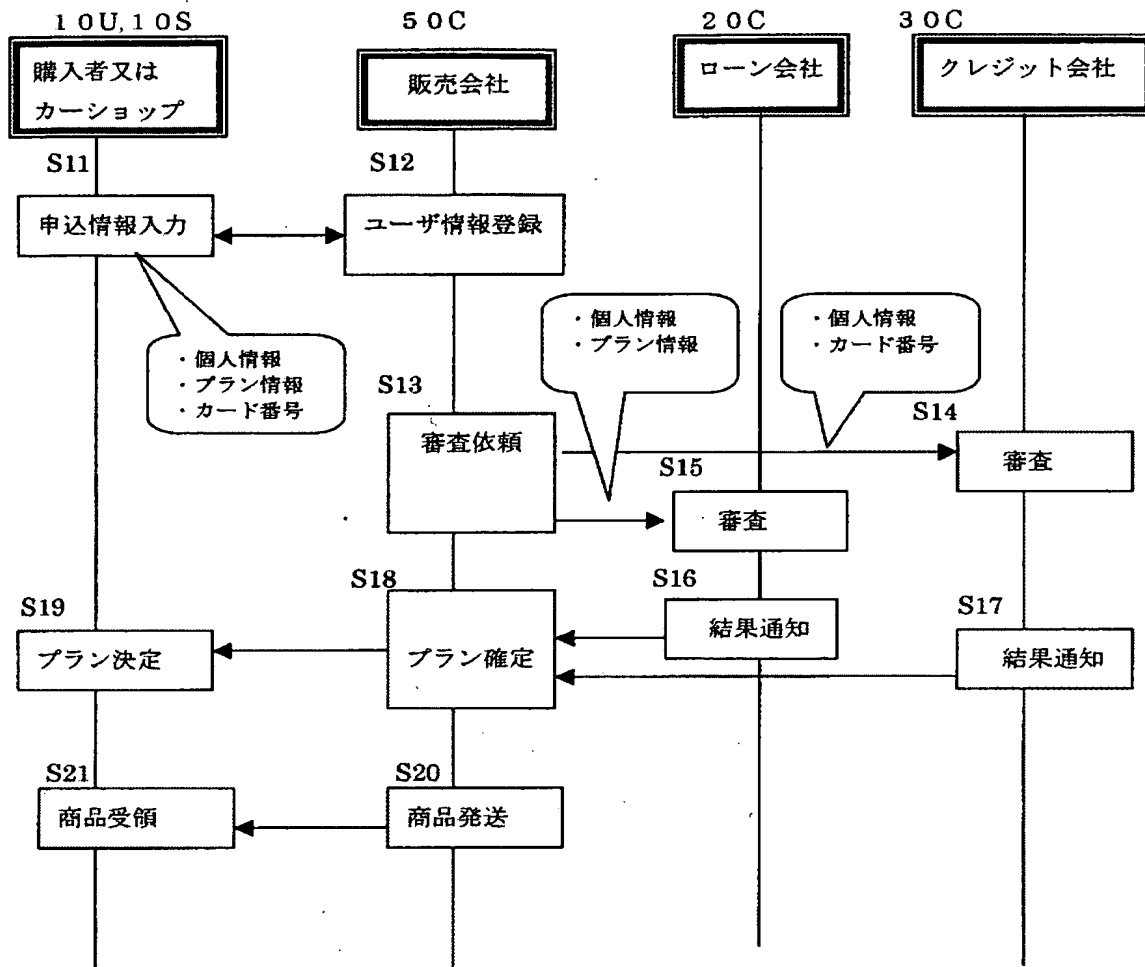 10U,10S
50C
20C
30C
購入者又は
カーショップ
販売会社
ローン会社
クレジット会社
S11
S12
申込情報入力
ユーザ情報登録
・個人情報
・プラン情報
・カード番号
・個人情報
・プラン情報
・個人情報
・カード番号
S13
審査依頼
S14
審査
S15
審査
S16
結果通知
S17
結果通知
S18
プラン確定
S19
プラン決定
S20
商品発送
S21
商品受領